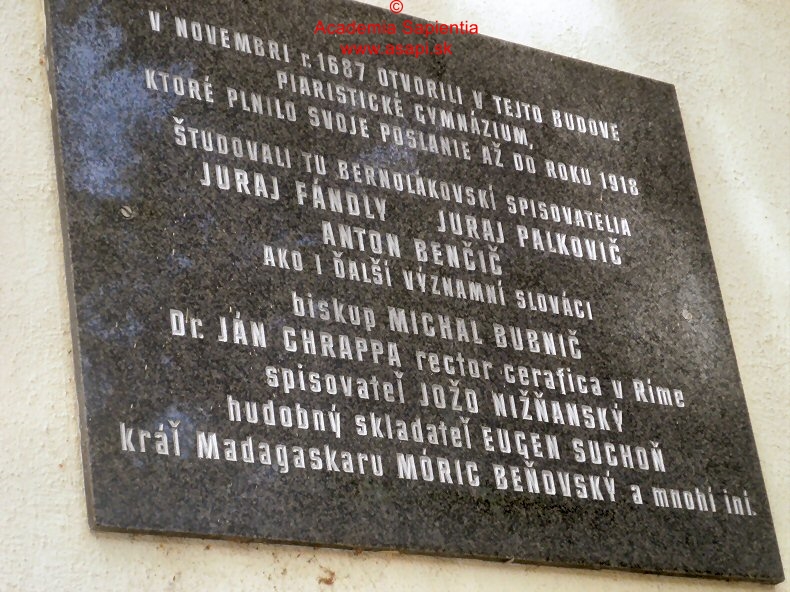 ©
Academia Sapientia
www.asapi.sk
V NOVEMBRI r.1687 OTVORILI V TEJTO BUDOVE
PIARISTICKÉ GYMNÁZIUM,
KTORÉ PLNILO SVOJE POSLANIE AŽ DO ROKU 1918
ŠTUDOVALI TU BERNOLÁKOVSKÍ SPISOVATELIA
JURAJ FÁNDLY JURAJ PALKOVIČ
ANTON BENČIČ
AKO I ĎALŠÍ VÝZNAMNÍ SLOVÁCI
biskup MICHAL BUBNIČ
Dr. JÁN CHRAPPA rector cerafica v Ríme
spisovateľ JOŽO NIŽŇANSKÝ
hudobný skladateľ EUGEN SUCHOŇ
kráľ Madagaskaru MÓRIC BEŇOVSKÝ a mnohí iní.